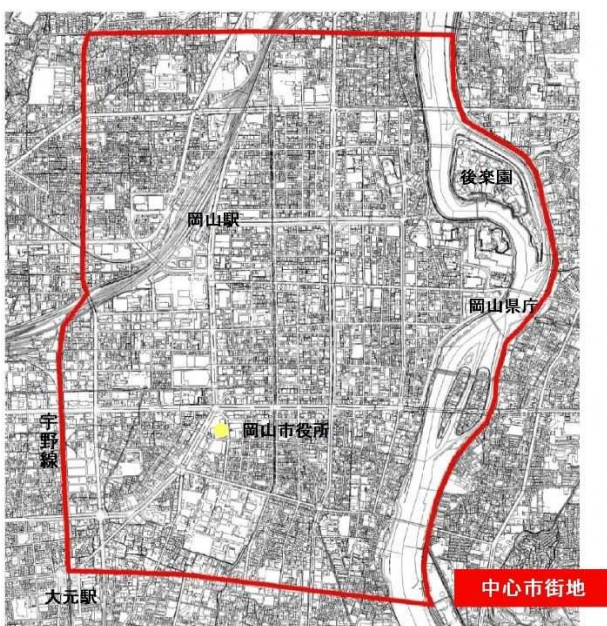 後楽園
岡山駅
岡山県庁
宇野線
岡山市役所
中心市街地
大元駅